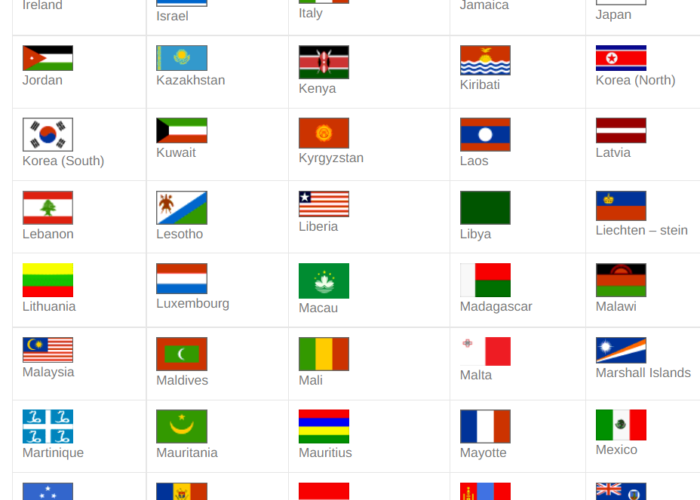 Ireland
Israel
Italy
Jamaica
Japan
Jordan
Kazakhstan
Kenya
Kiribati
Korea (North)
Korea (South)
Kuwait
Kyrgyzstan
Laos
Latvia
Lebanon
Lesotho
Liberia
Libya
Liechten – stein
Lithuania
Luxembourg
Macau
Madagascar
Malawi
Malaysia
Maldives
Mali
Malta
Marshall Islands
Martinique
Mauritania
Mauritius
Mayotte
Mexico